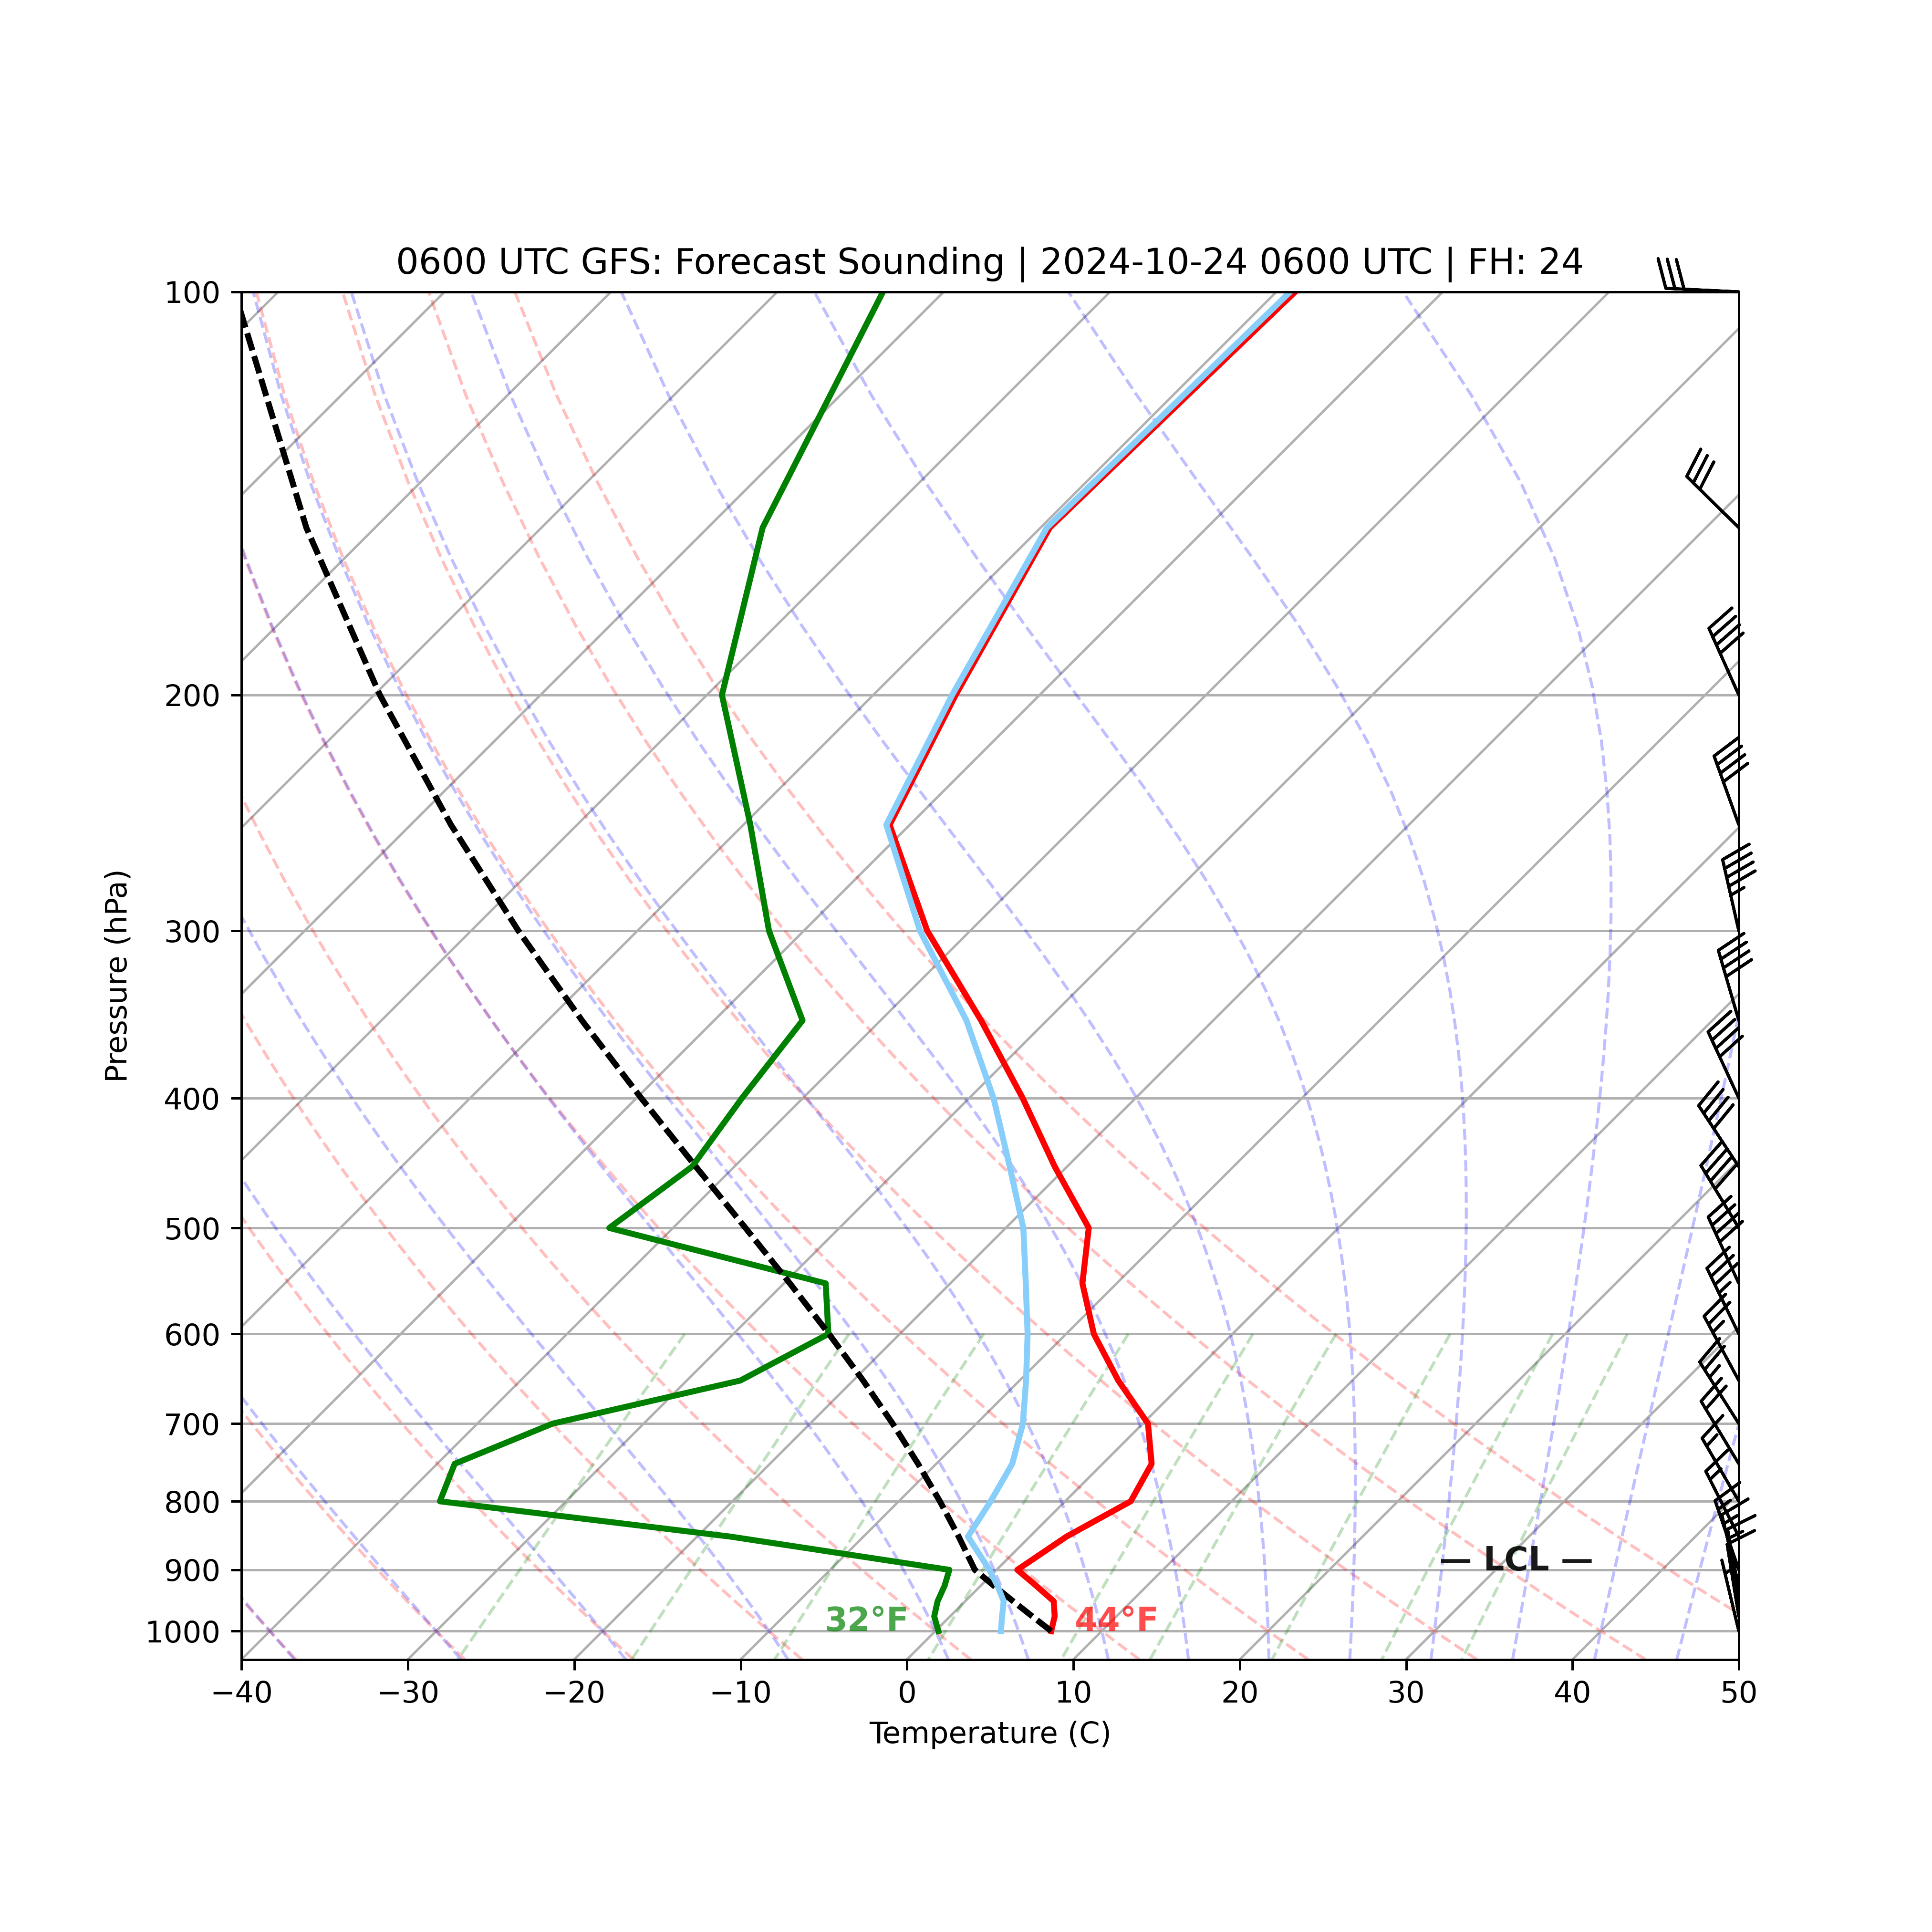 0600 UTC GFS: Forecast Sounding | 2024-10-24 0600 UTC | FH: 24
100
200
300
400
500
600
700
800
900
1000
Pressure (hPa)
— LCL —
32°F
44°F
−40 −30 −20 −10 0 10 20 30 40 50
Temperature (C)